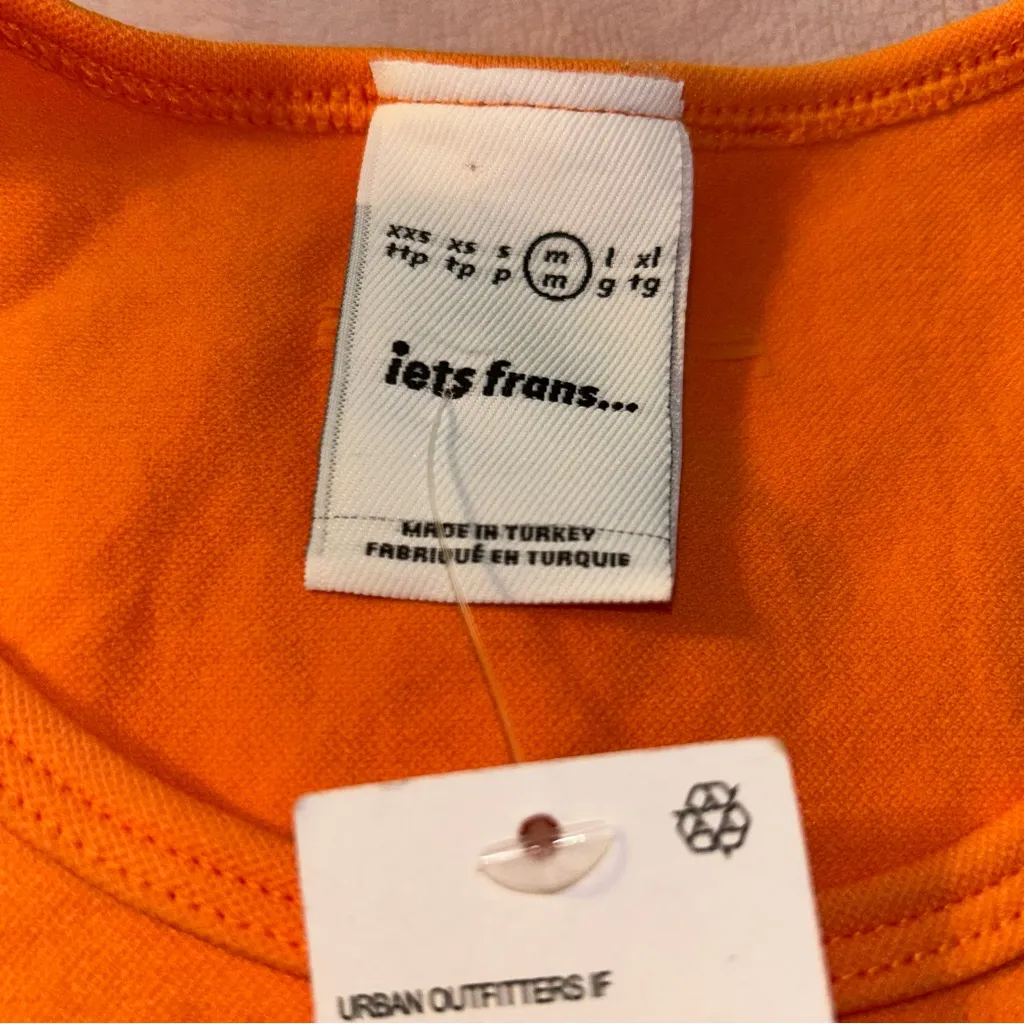 xxs xs s m l xl
ttp tp p m g tg
iets frans...
MADE IN TURKEY
FABRIQUÉ EN TURQUIE
URBAN OUTFITTERS IF